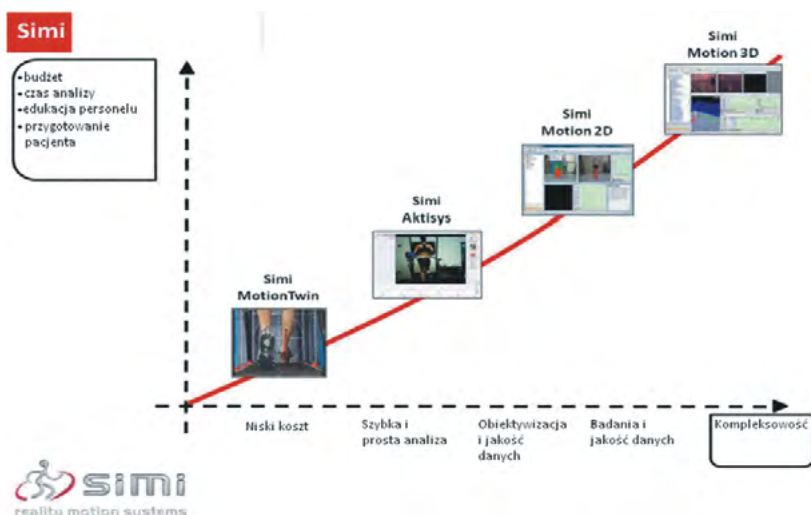 Simi
•budżet
•czas analizy
•edukacja personelu
•przygotowanie
pacjenta
Simi
Motion 3D
Simi
Motion 2D
Simi
Aktisys
Simi
MotionTwin
Niski koszt
Szybka i
prosta analiza
Obiektywizacja
i jakość
danych
Badania i
jakość danych
Kompleksowość
simi
reality motion systems